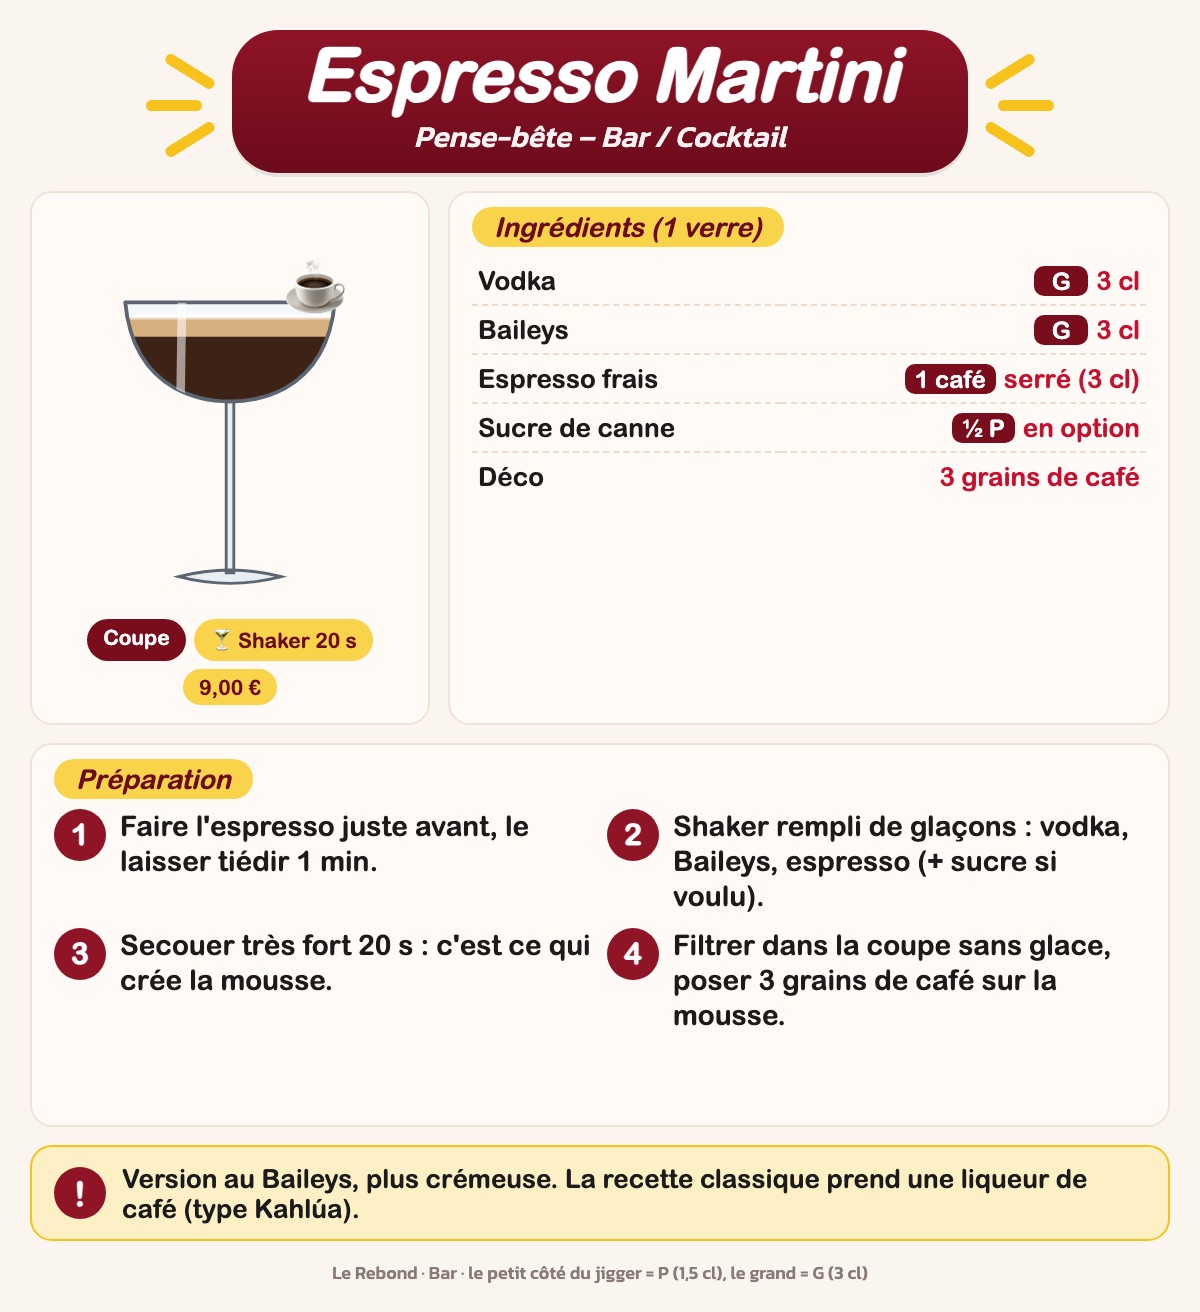 Espresso Martini
Pense-bête – Bar / Cocktail
Coupe
Shaker 20 s
9,00 €
Ingrédients (1 verre)
Vodka G 3 cl
Baileys G 3 cl
Espresso frais 1 café serré (3 cl)
Sucre de canne ½ P en option
Déco 3 grains de café
Préparation
1 Faire l'espresso juste avant, le
laisser tiédir 1 min.
2 Shaker rempli de glaçons : vodka,
Baileys, espresso (+ sucre si
voulu).
3 Secouer très fort 20 s : c'est ce qui
crée la mousse.
4 Filtrer dans la coupe sans glace,
poser 3 grains de café sur la
mousse.
! Version au Baileys, plus crémeuse. La recette classique prend une liqueur de
café (type Kahlúa).
Le Rebond · Bar · le petit côté du jigger = P (1,5 cl), le grand = G (3 cl)